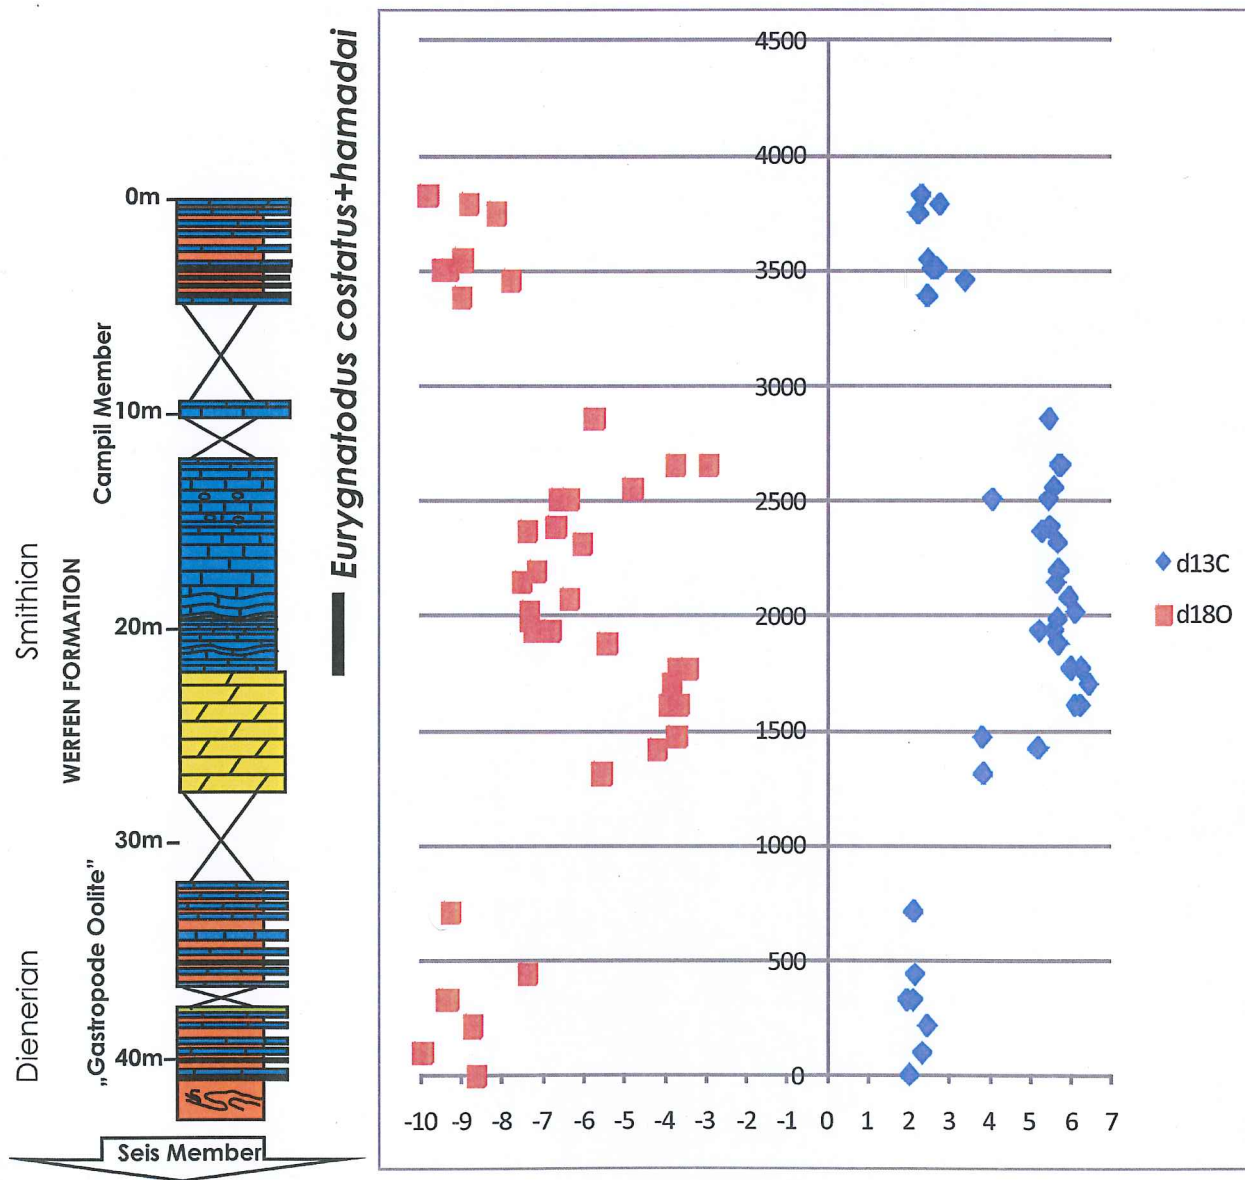 Smithian
Dienerian
WERFEN FORMATION
Campil Member
„Gastropode Oolite”
0m
10m
20m
30m
40m
Seis Member
Eurygnatodus costatus+hamadai
4500
4000
3500
3000
2500
2000
1500
1000
500
0
-10 -9 -8 -7 -6 -5 -4 -3 -2 -1 0 1 2 3 4 5 6 7
d13C
d18O